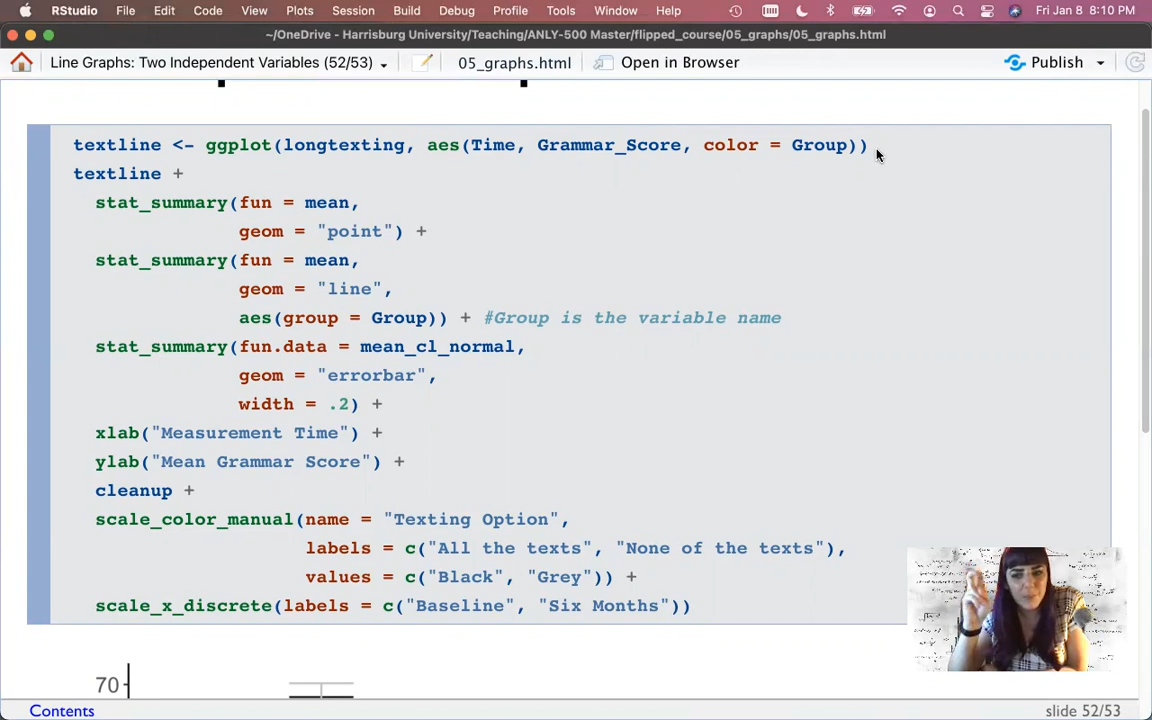 RStudio File Edit Code View Plots Session Build Debug Profile Tools Window Help Fri Jan 8 8:10 PM
~/OneDrive - Harrisburg University/Teaching/ANLY-500 Master/flipped_course/05_graphs/05_graphs.html
Line Graphs: Two Independent Variables (52/53) 05_graphs.html Open in Browser Publish
textline <- ggplot(longtexting, aes(Time, Grammar_Score, color = Group))
textline +
stat_summary(fun = mean,
geom = "point") +
stat_summary(fun = mean,
geom = "line",
aes(group = Group)) + #Group is the variable name
stat_summary(fun.data = mean_cl_normal,
geom = "errorbar",
width = .2) +
xlab("Measurement Time") +
ylab("Mean Grammar Score") +
cleanup +
scale_color_manual(name = "Texting Option",
labels = c("All the texts", "None of the texts"),
values = c("Black", "Grey")) +
scale_x_discrete(labels = c("Baseline", "Six Months"))
70
Contents slide 52/53